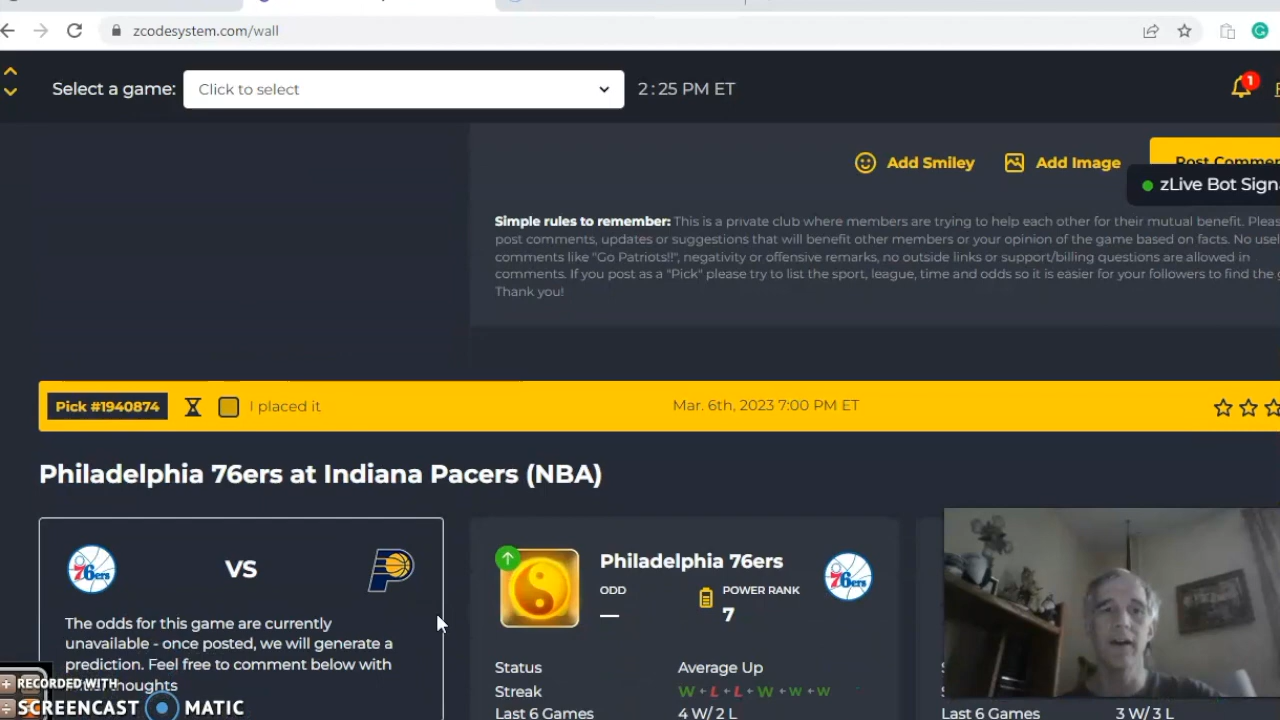 zcodesystem.com/wall
Select a game: Click to select 2:25 PM ET
1
Add Smiley Add Image Post
zLive Bot
Simple rules to remember: This is a private club where members are trying to help each other for their mutual benefit.
post comments, updates or suggestions that will benefit other members or your opinion of the game based on facts. No
comments like "Go Patriots!!", negativity or offensive remarks, no outside links or support/billing questions are allowed in
comments. If you post as a "Pick" please try to list the sport, league, time and odds so it is easier for your followers to find the
Thank you!
Pick #1940874 I placed it Mar. 6th, 2023 7:00 PM ET
Philadelphia 76ers at Indiana Pacers (NBA)
76ers VS
The odds for this game are currently
unavailable - once posted, we will generate a
prediction. Feel free to comment below with
thoughts
Philadelphia 76ers
76ers
ODD POWER RANK
— 7
Status Average Up
Streak W + L + L + W + W + W
Last 6 Games 4 W/ 2 L
Last 6 Games 3 W/ 3 L
RECORDED WITH
SCREENCAST MATIC